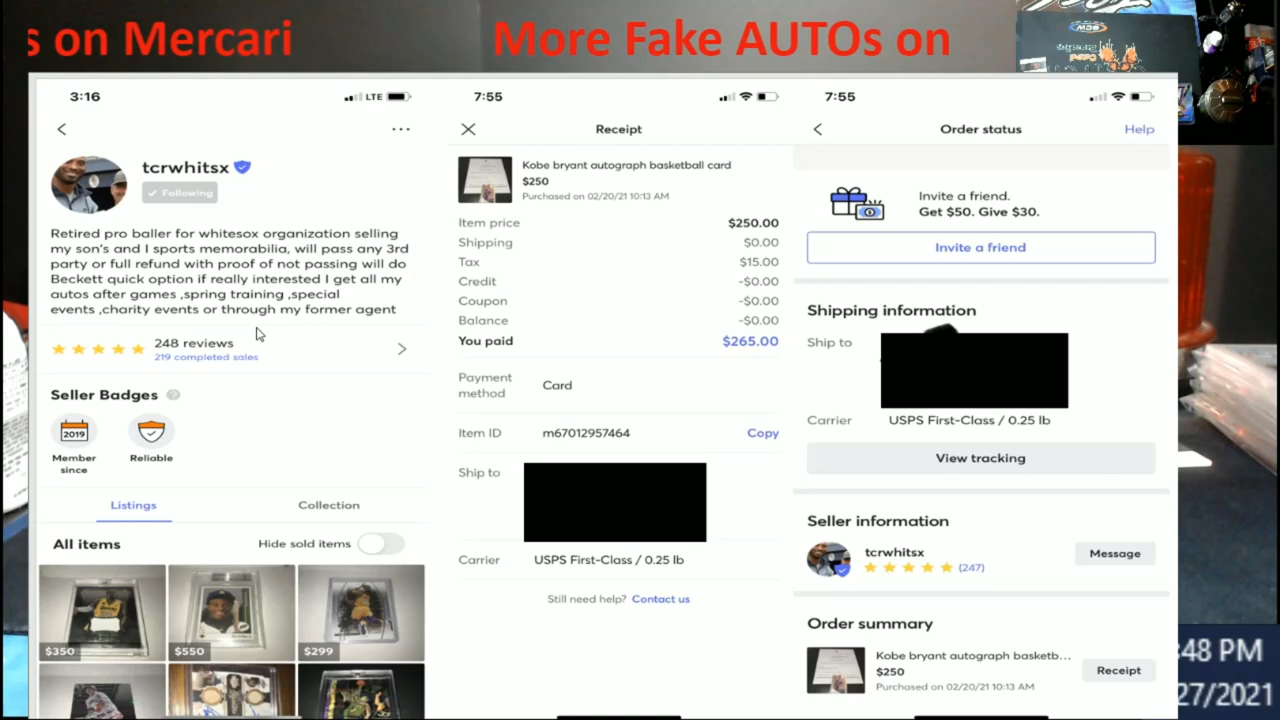 s on Mercari More Fake AUTOs on
3:16
LTE
tcrwhitsx
✓ Following
Retired pro baller for whitesox organization selling
my son's and I sports memorabilia, will pass any 3rd
party or full refund with proof of not passing will do
Beckett quick option if really interested I get all my
autos after games ,spring training ,special
events ,charity events or through my former agent
248 reviews
219 completed sales
Seller Badges ?
2019
Member
since
Reliable
Listings Collection
All items Hide sold items
$350 $550 $299
7:55
Receipt
Kobe bryant autograph basketball card
$250
Purchased on 02/20/21 10:13 AM
Item price $250.00
Shipping $0.00
Tax $15.00
Credit -$0.00
Coupon -$0.00
Balance -$0.00
You paid $265.00
Payment
method Card
Item ID m67012957464 Copy
Ship to
Carrier USPS First-Class / 0.25 lb
Still need help? Contact us
7:55
Order status Help
Invite a friend.
Get $50. Give $30.
Invite a friend
Shipping information
Ship to
Carrier USPS First-Class / 0.25 lb
View tracking
Seller information
tcrwhitsx Message
(247)
Order summary
Kobe bryant autograph basketb...
$250 Receipt
Purchased on 02/20/21 10:13 AM
:48 PM
27/2021